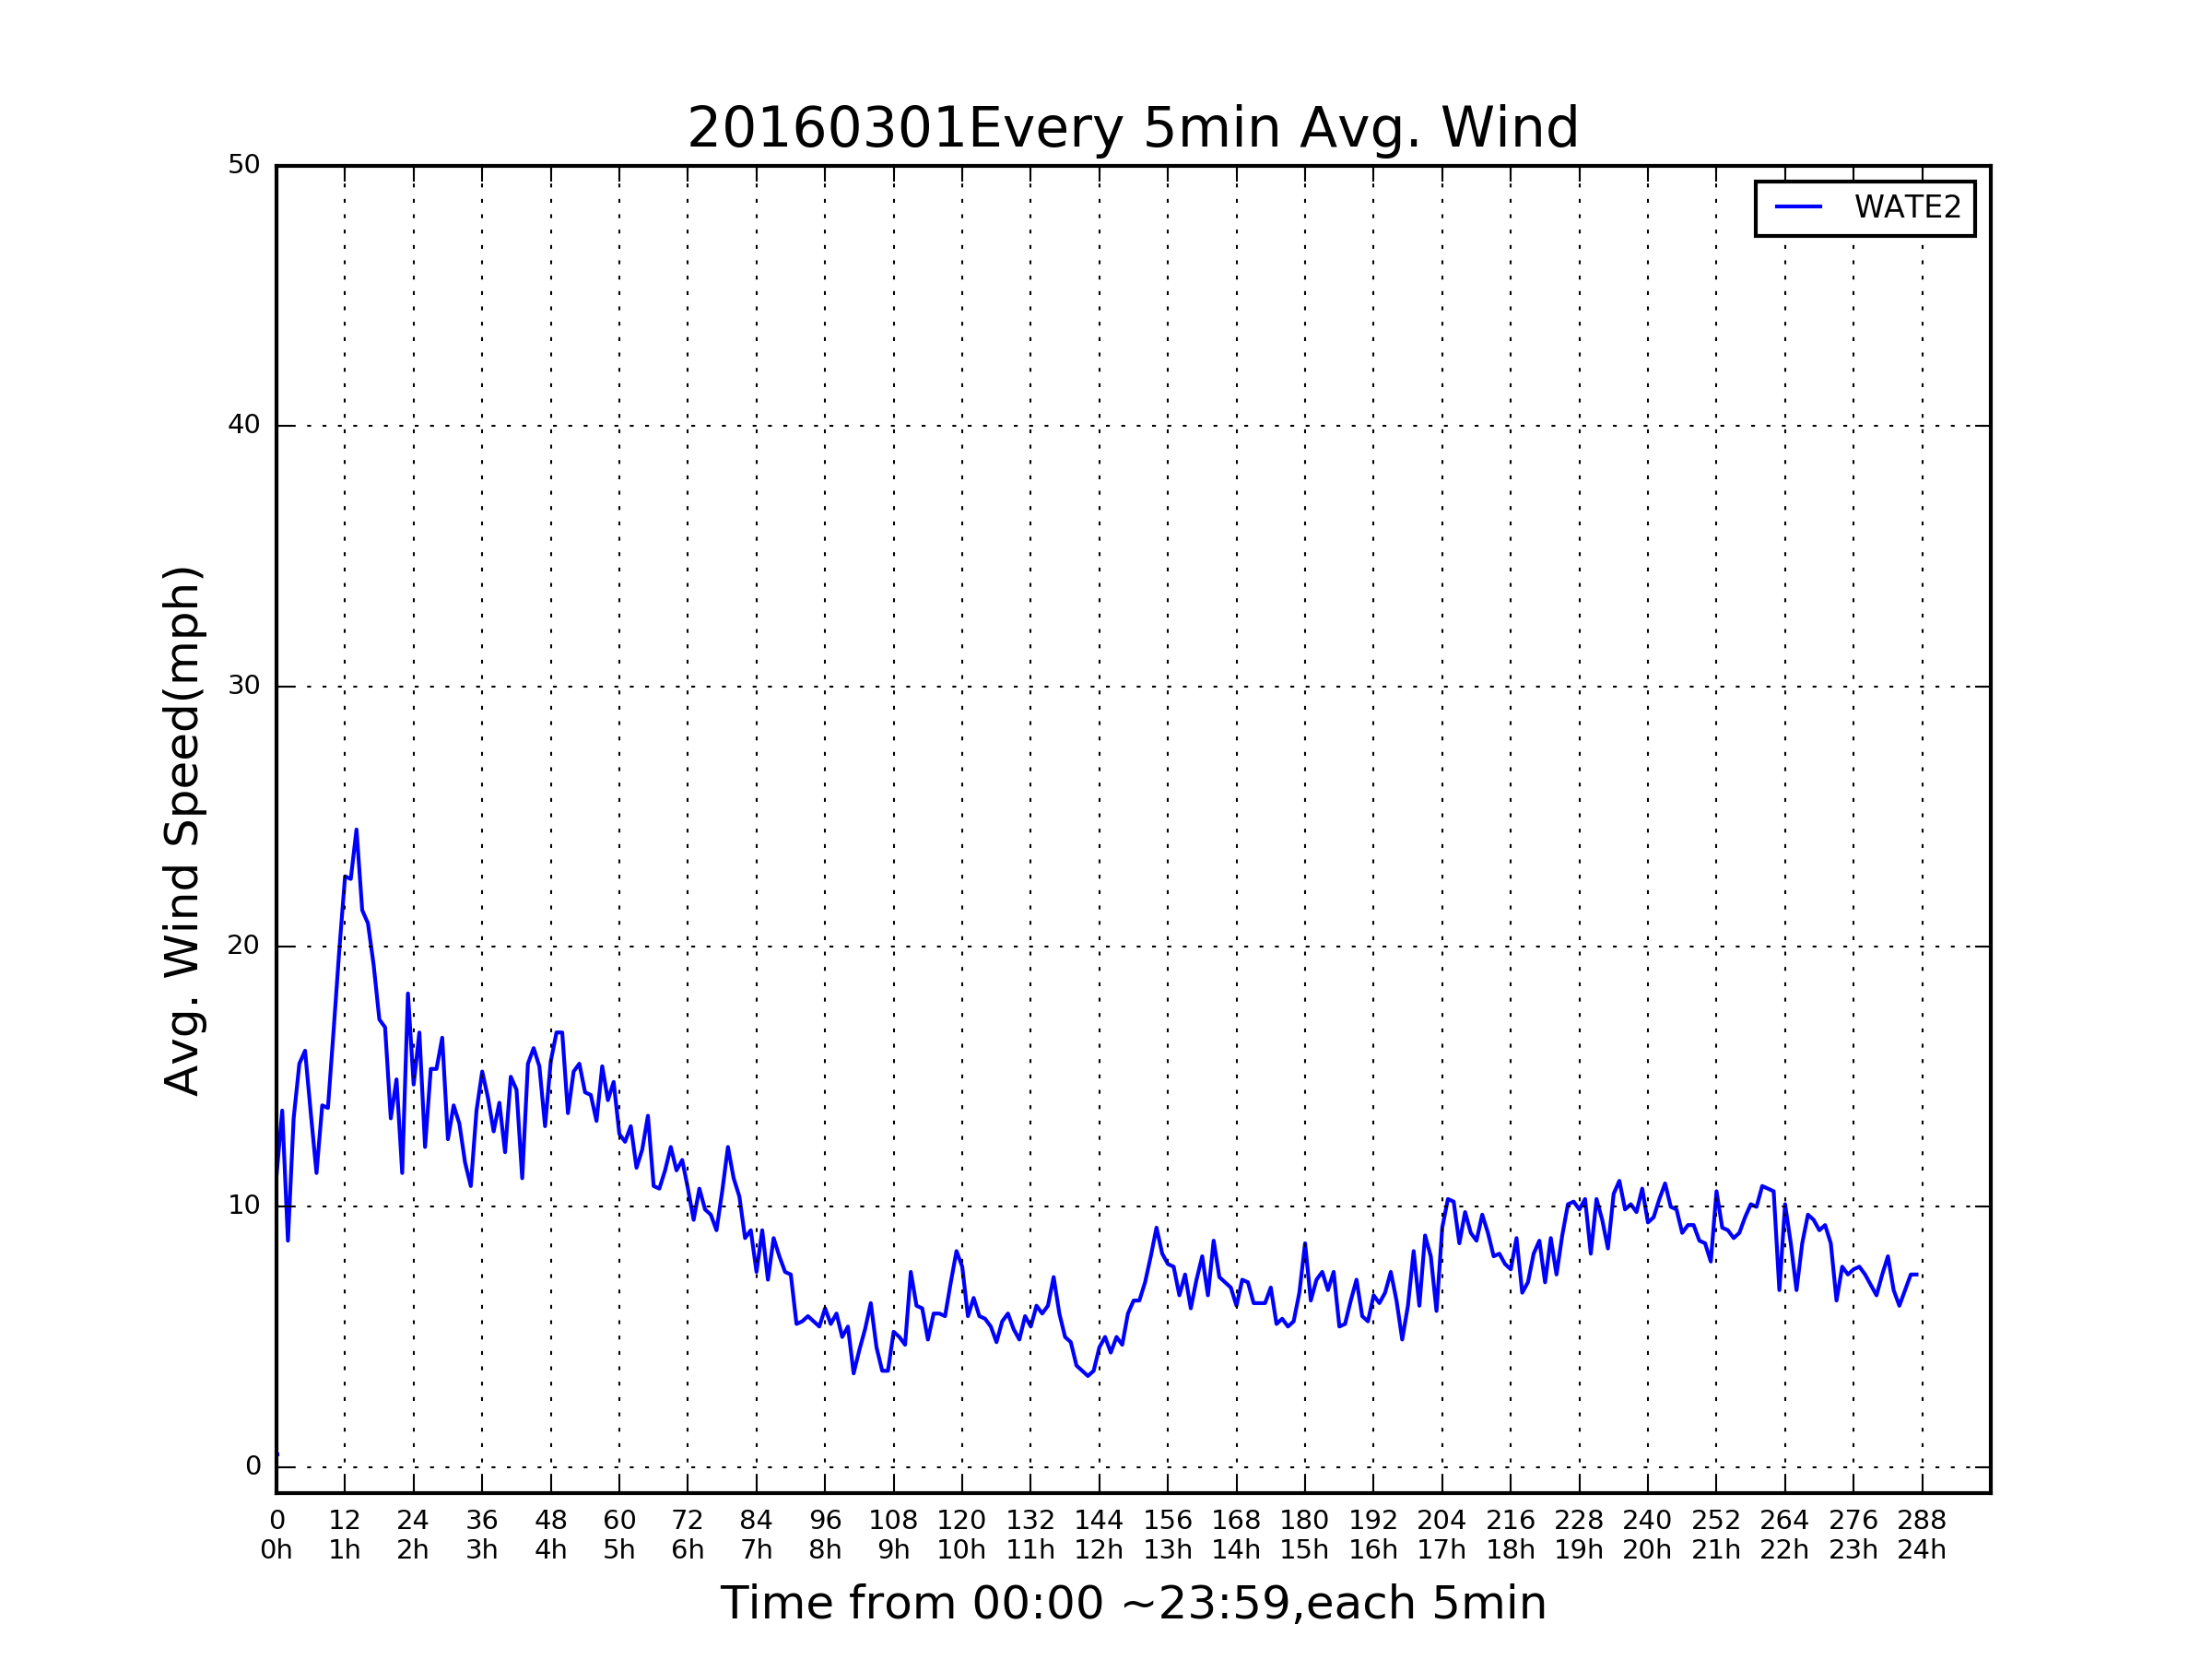 20160301Every 5min Avg. Wind
WATE2
Avg. Wind Speed(mph)
50
40
30
20
10
0
0 12 24 36 48 60 72 84 96 108 120 132 144 156 168 180 192 204 216 228 240 252 264 276 288
0h 1h 2h 3h 4h 5h 6h 7h 8h 9h 10h 11h 12h 13h 14h 15h 16h 17h 18h 19h 20h 21h 22h 23h 24h
Time from 00:00 ~23:59,each 5min